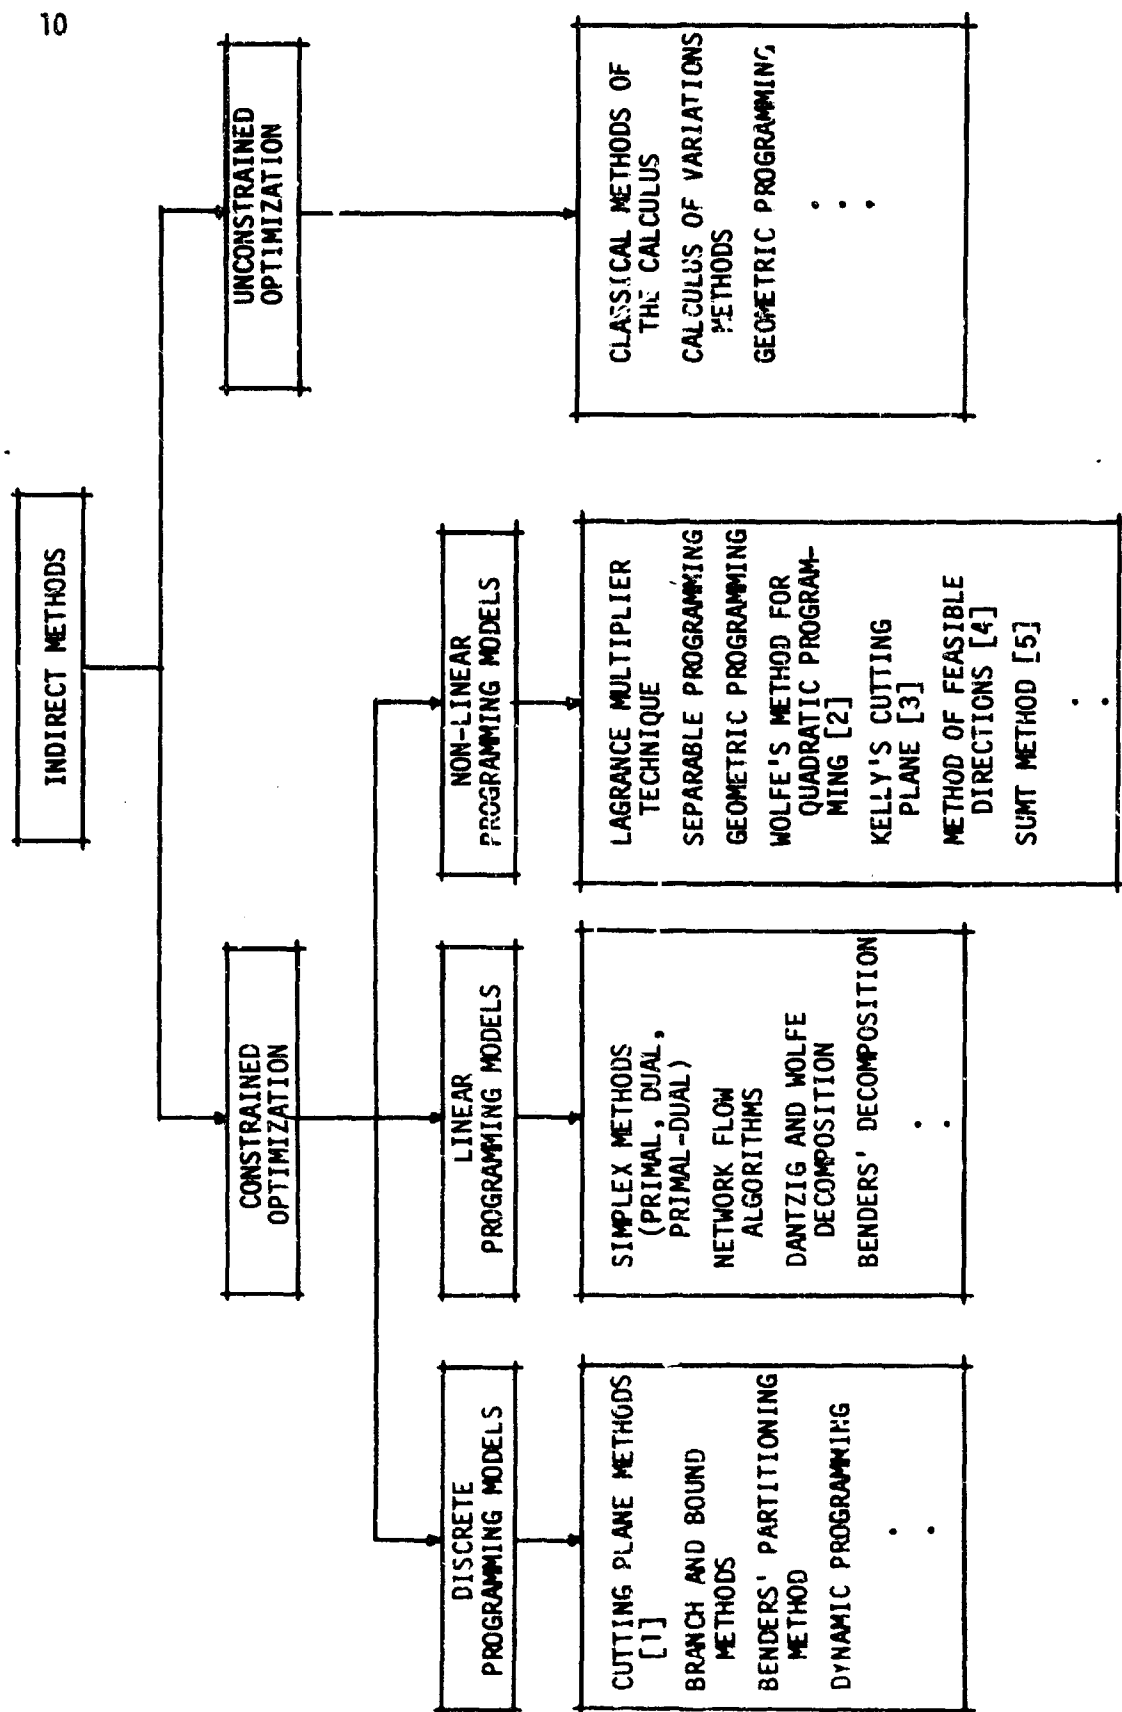 10
INDIRECT METHODS
CONSTRAINED
OPTIMIZATION
UNCONSTRAINED
OPTIMIZATION
DISCRETE
PROGRAMMING MODELS
LINEAR
PROGRAMMING MODELS
NON-LINEAR
PROGRAMMING MODELS
CUTTING PLANE METHODS
[1]
BRANCH AND BOUND
METHODS
BENDERS' PARTITIONING
METHOD
DYNAMIC PROGRAMMING
SIMPLEX METHODS
(PRIMAL, DUAL,
PRIMAL-DUAL)
NETWORK FLOW
ALGORITHMS
DANTZIG AND WOLFE
DECOMPOSITION
BENDERS' DECOMPOSITION
LAGRANCE MULTIPLIER
TECHNIQUE
SEPARABLE PROGRAMMING
GEOMETRIC PROGRAMMING
WOLFE'S METHOD FOR
QUADRATIC PROGRAM-
MING [2]
KELLY'S CUTTING
PLANE [3]
METHOD OF FEASIBLE
DIRECTIONS [4]
SUMT METHOD [5]
CLASSICAL METHODS OF
THE CALCULUS
CALCULUS OF VARIATIONS
METHODS
GEOMETRIC PROGRAMMING